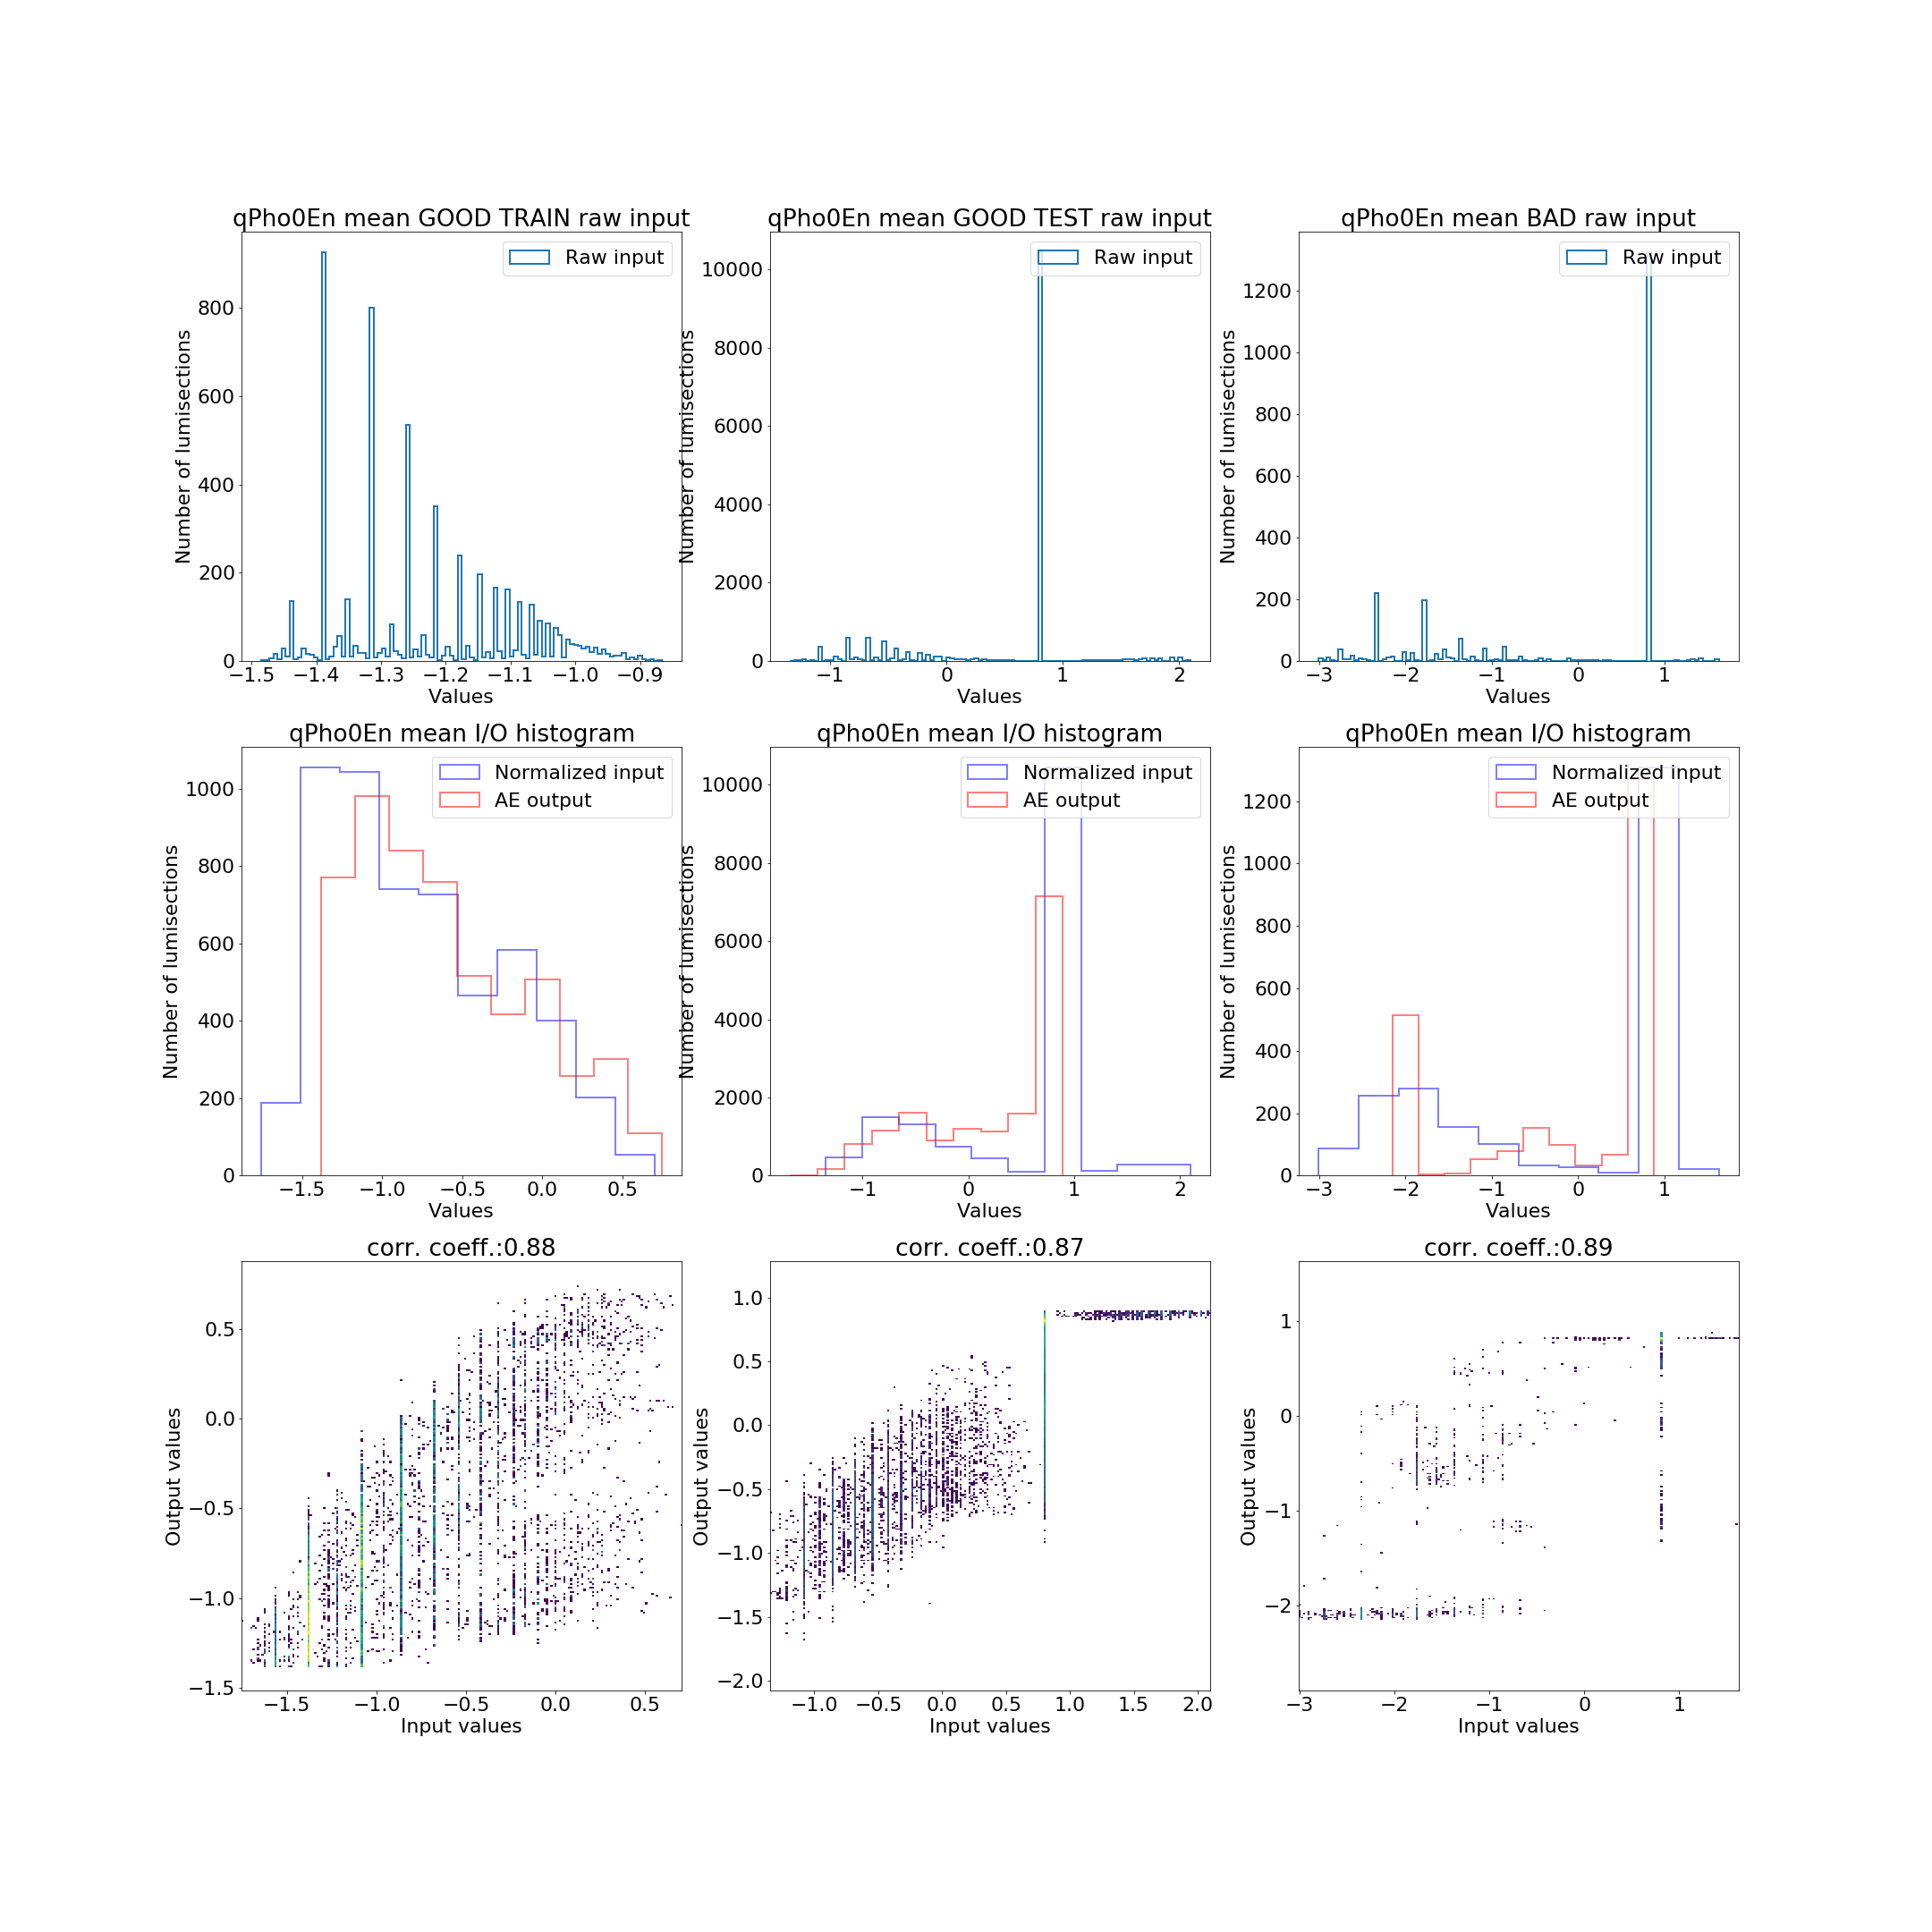 qPho0En mean GOOD TRAIN raw input
Raw input
Number of lumisections
800
600
400
200
0
−1.5 −1.4 −1.3 −1.2 −1.1 −1.0 −0.9
Values
qPho0En mean GOOD TEST raw input
Raw input
Number of lumisections
10000
8000
6000
4000
2000
0
−1 0 1 2
Values
qPho0En mean BAD raw input
Raw input
Number of lumisections
1200
1000
800
600
400
200
0
−3 −2 −1 0 1
Values
qPho0En mean I/O histogram
Normalized input
AE output
Number of lumisections
1000
800
600
400
200
0
−1.5 −1.0 −0.5 0.0 0.5
Values
qPho0En mean I/O histogram
Normalized input
AE output
Number of lumisections
10000
8000
6000
4000
2000
0
−1 0 1 2
Values
qPho0En mean I/O histogram
Normalized input
AE output
Number of lumisections
1200
1000
800
600
400
200
0
−3 −2 −1 0 1
Values
corr. coeff.:0.88
Output values
0.5
0.0
−0.5
−1.0
−1.5
−1.5 −1.0 −0.5 0.0 0.5
Input values
corr. coeff.:0.87
Output values
1.0
0.5
0.0
−0.5
−1.0
−1.5
−2.0
−1.0 −0.5 0.0 0.5 1.0 1.5 2.0
Input values
corr. coeff.:0.89
Output values
1
0
−1
−2
−3 −2 −1 0 1
Input values